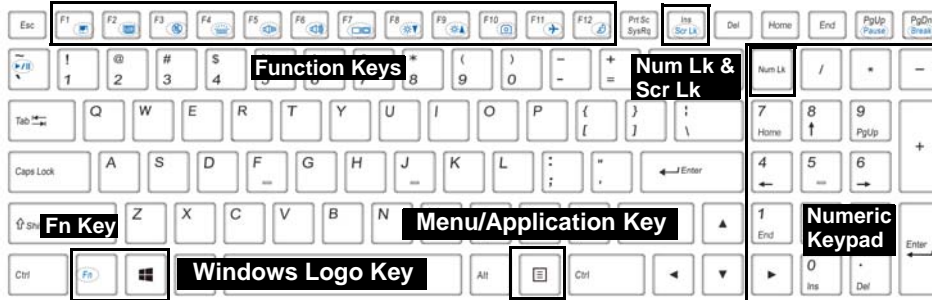 Esc F1 F2 F3 F4 F5 F6 F7 F8 F9 F10 F11 F12 Prt Sc SysRq Ins Scr Lk Del Home End PgUp Pause PgDn Break
~ ! 1 @ 2 # 3 $ 4 * 8 ( 9 ) 0 _ - + = Num Lk / * -
Function Keys
Num Lk &
Scr Lk
Tab Q W E R T Y U I O P { [ } ] ¦ \ 7 Home 8 9 PgUp +
Caps Lock A S D F G H J K L : ; " ' Enter 4 5 6
Z X C V B N 1 End
Fn Key
Menu/Application Key
Numeric
Keypad
Ctrl Fn Alt Ctrl 0 Ins . Del Enter
Windows Logo Key